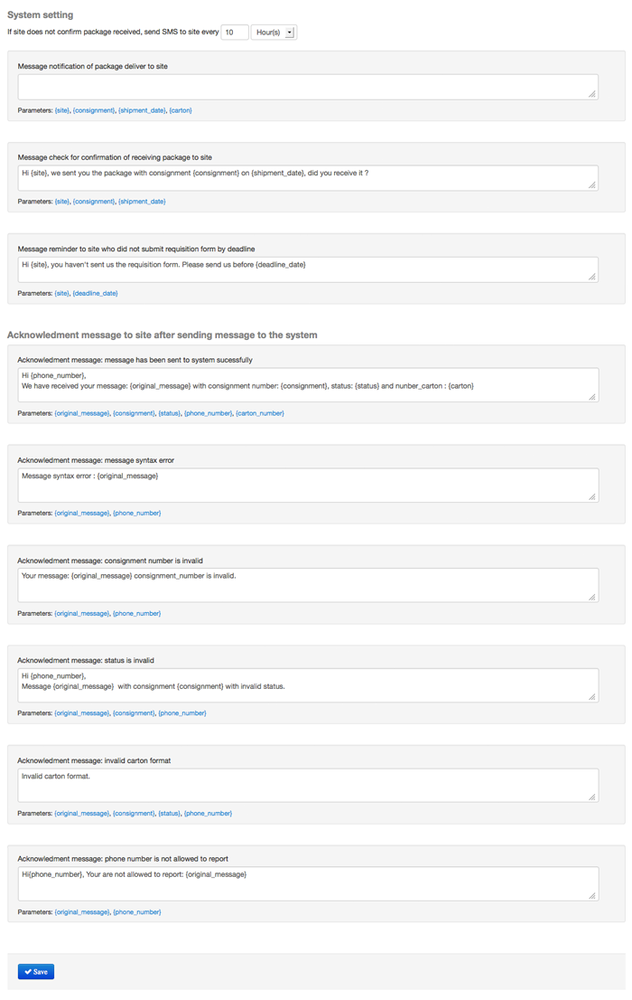 System setting
If site does not confirm package received, send SMS to site every 10 Hour(s)
Message notification of package deliver to site
Parameters: {site}, {consignment}, {shipment_date}, {carton}
Message check for confirmation of receiving package to site
Hi {site}, we sent you the package with consignment {consignment} on {shipment_date}, did you receive it ?
Parameters: {site}, {consignment}, {shipment_date}
Message reminder to site who did not submit requisition form by deadline
Hi {site}, you haven't sent us the requisition form. Please send us before {deadline_date}
Parameters: {site}, {deadline_date}
Acknowledment message to site after sending message to the system
Acknowledment message: message has been sent to system sucessfully
Hi {phone_number},
We have received your message: {original_message} with consignment number: {consignment}, status: {status} and nunber_carton : {carton}
Parameters: {original_message}, {consignment}, {status}, {phone_number}, {carton_number}
Acknowledment message: message syntax error
Message syntax error : {original_message}
Parameters: {original_message}, {phone_number}
Acknowledment message: consignment number is invalid
Your message: {original_message} consignment_number is invalid.
Parameters: {original_message}, {phone_number}
Acknowledment message: status is invalid
Hi {phone_number},
Message {original_message}  with consignment {consignment} with invalid status.
Parameters: {original_message}, {consignment}, {phone_number}
Acknowledment message: invalid carton format
Invalid carton format.
Parameters: {original_message}, {consignment}, {status}, {phone_number}
Acknowledment message: phone number is not allowed to report
Hi{phone_number}, Your are not allowed to report: {original_message}
Parameters: {original_message}, {phone_number}
Save